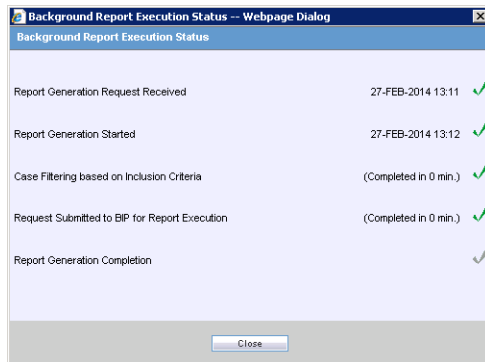 Background Report Execution Status -- Webpage Dialog
Background Report Execution Status
Report Generation Request Received 27-FEB-2014 13:11
Report Generation Started 27-FEB-2014 13:12
Case Filtering based on Inclusion Criteria (Completed in 0 min.)
Request Submitted to BIP for Report Execution (Completed in 0 min.)
Report Generation Completion
Close